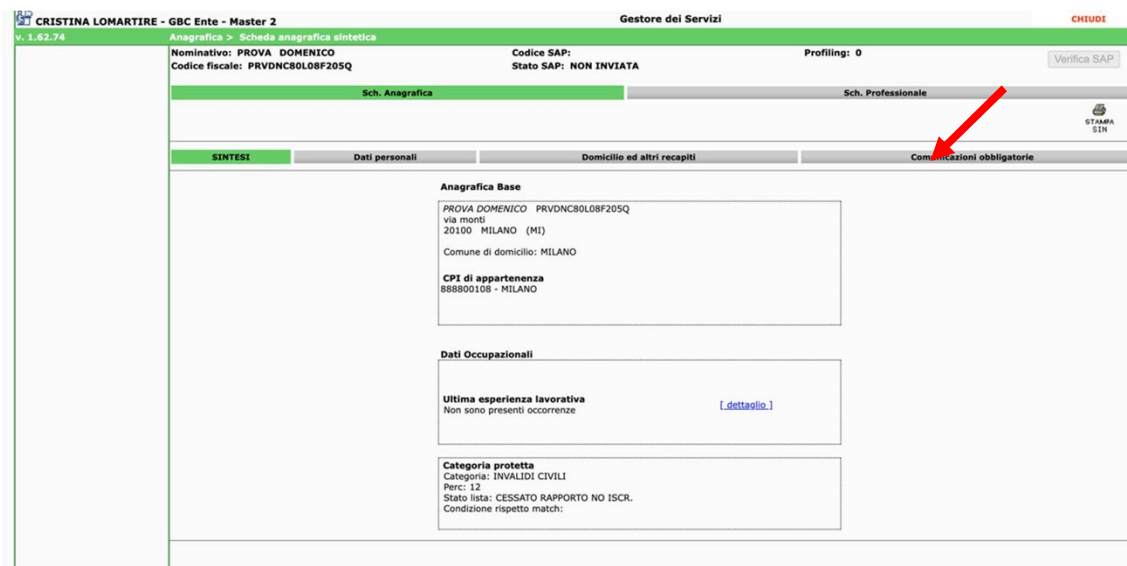 CRISTINA LOMARTIRE - GBC Ente - Master 2 Gestore dei Servizi CHIUDI
v. 1.62.74 Anagrafica > Scheda anagrafica sintetica
Nominativo: PROVA DOMENICO Codice SAP: Profiling: 0
Verifica SAP
Codice fiscale: PRVDNC80L08F205Q Stato SAP: NON INVIATA
Sch. Anagrafica Sch. Professionale
STAMPA
SIN
SINTESI Dati personali Domicilio ed altri recapiti Comunicazioni obbligatorie
Anagrafica Base
PROVA DOMENICO PRVDNC80L08F205Q
via monti
20100 MILANO (MI)
Comune di domicilio: MILANO
CPI di appartenenza
888800108 - MILANO
Dati Occupazionali
Ultima esperienza lavorativa [ dettaglio ]
Non sono presenti occorrenze
Categoria protetta
Categoria: INVALIDI CIVILI
Perc: 12
Stato lista: CESSATO RAPPORTO NO ISCR.
Condizione rispetto match: